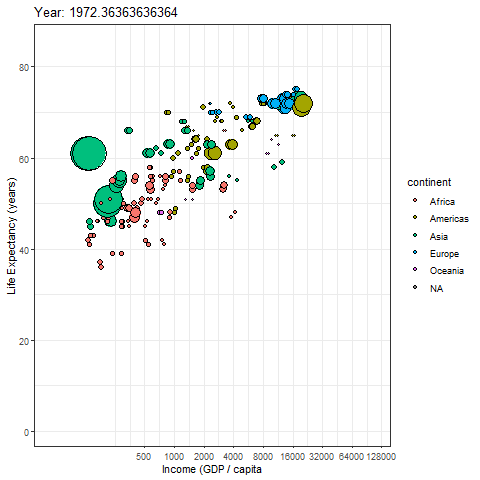 Year: 1972.36363636364
Life Expectancy (years)
80
60
40
20
0
500 1000 2000 4000 8000 16000 32000 64000 128000
Income (GDP / capita
continent
Africa
Americas
Asia
Europe
Oceania
NA